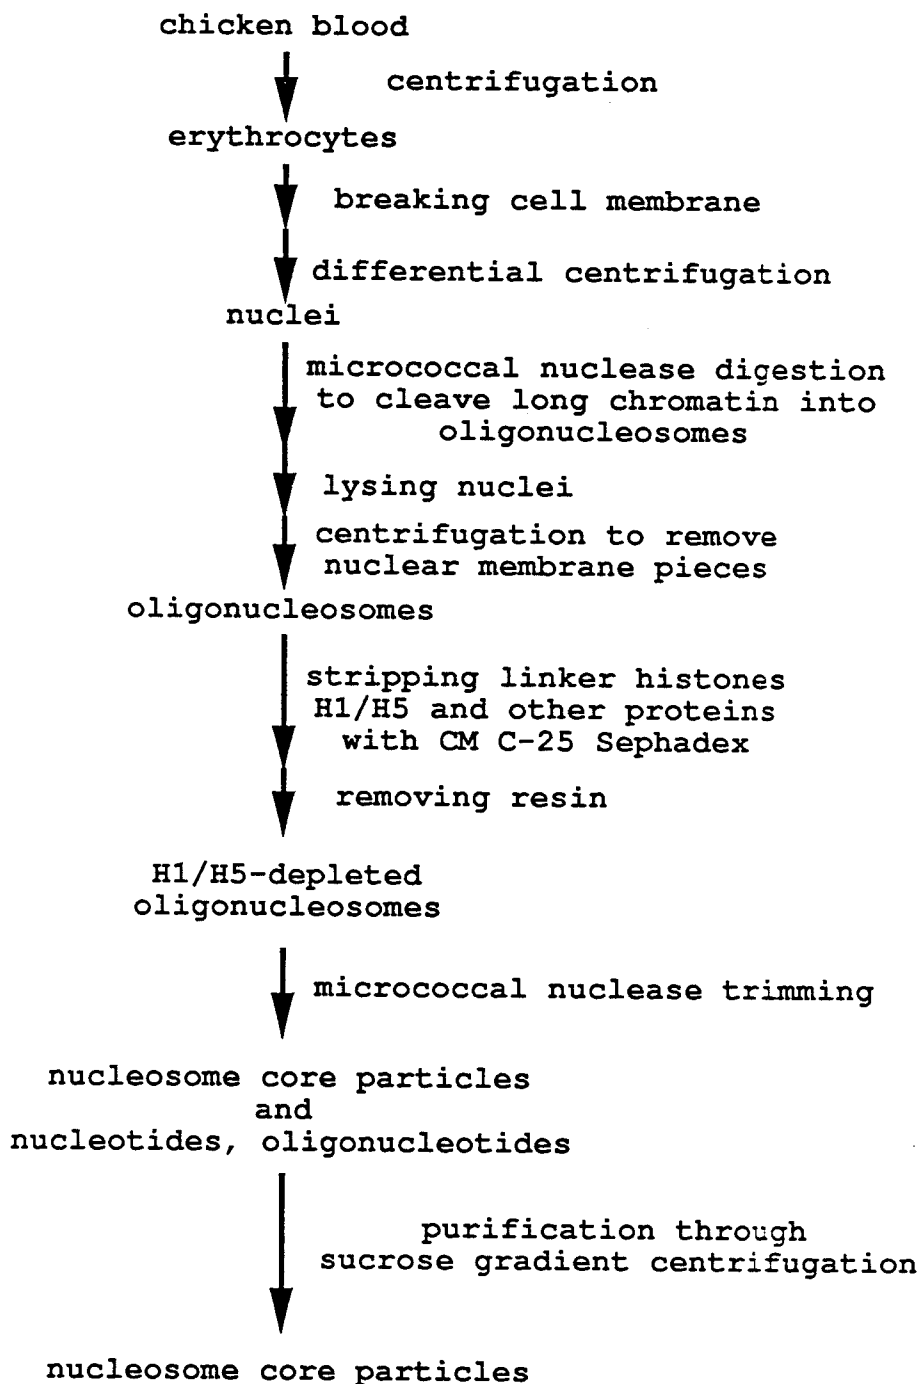 chicken blood
centrifugation
erythrocytes
breaking cell membrane
differential centrifugation
nuclei
micrococcal nuclease digestion
to cleave long chromatin into
oligonucleosomes
lysing nuclei
centrifugation to remove
nuclear membrane pieces
oligonucleosomes
stripping linker histones
H1/H5 and other proteins
with CM C-25 Sephadex
removing resin
H1/H5-depleted
oligonucleosomes
micrococcal nuclease trimming
nucleosome core particles
and
nucleotides, oligonucleotides
purification through
sucrose gradient centrifugation
nucleosome core particles